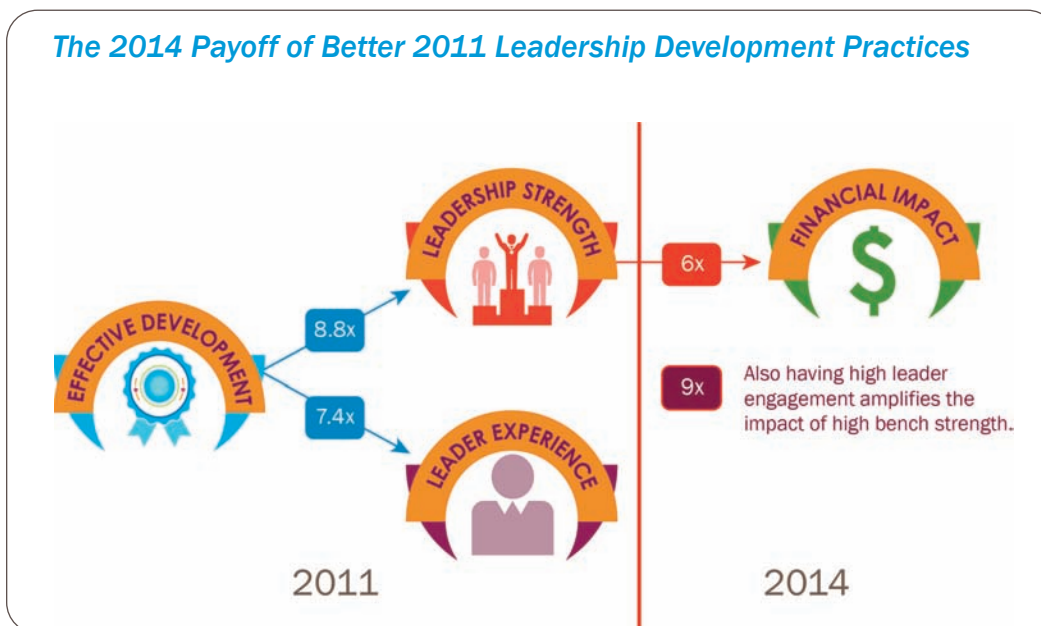 The 2014 Payoff of Better 2011 Leadership Development Practices
EFFECTIVE DEVELOPMENT
8.8x
7.4x
LEADERSHIP STRENGTH
LEADER EXPERIENCE
6x
FINANCIAL IMPACT
$
9x
Also having high leader
engagement amplifies the
impact of high bench strength.
2011
2014